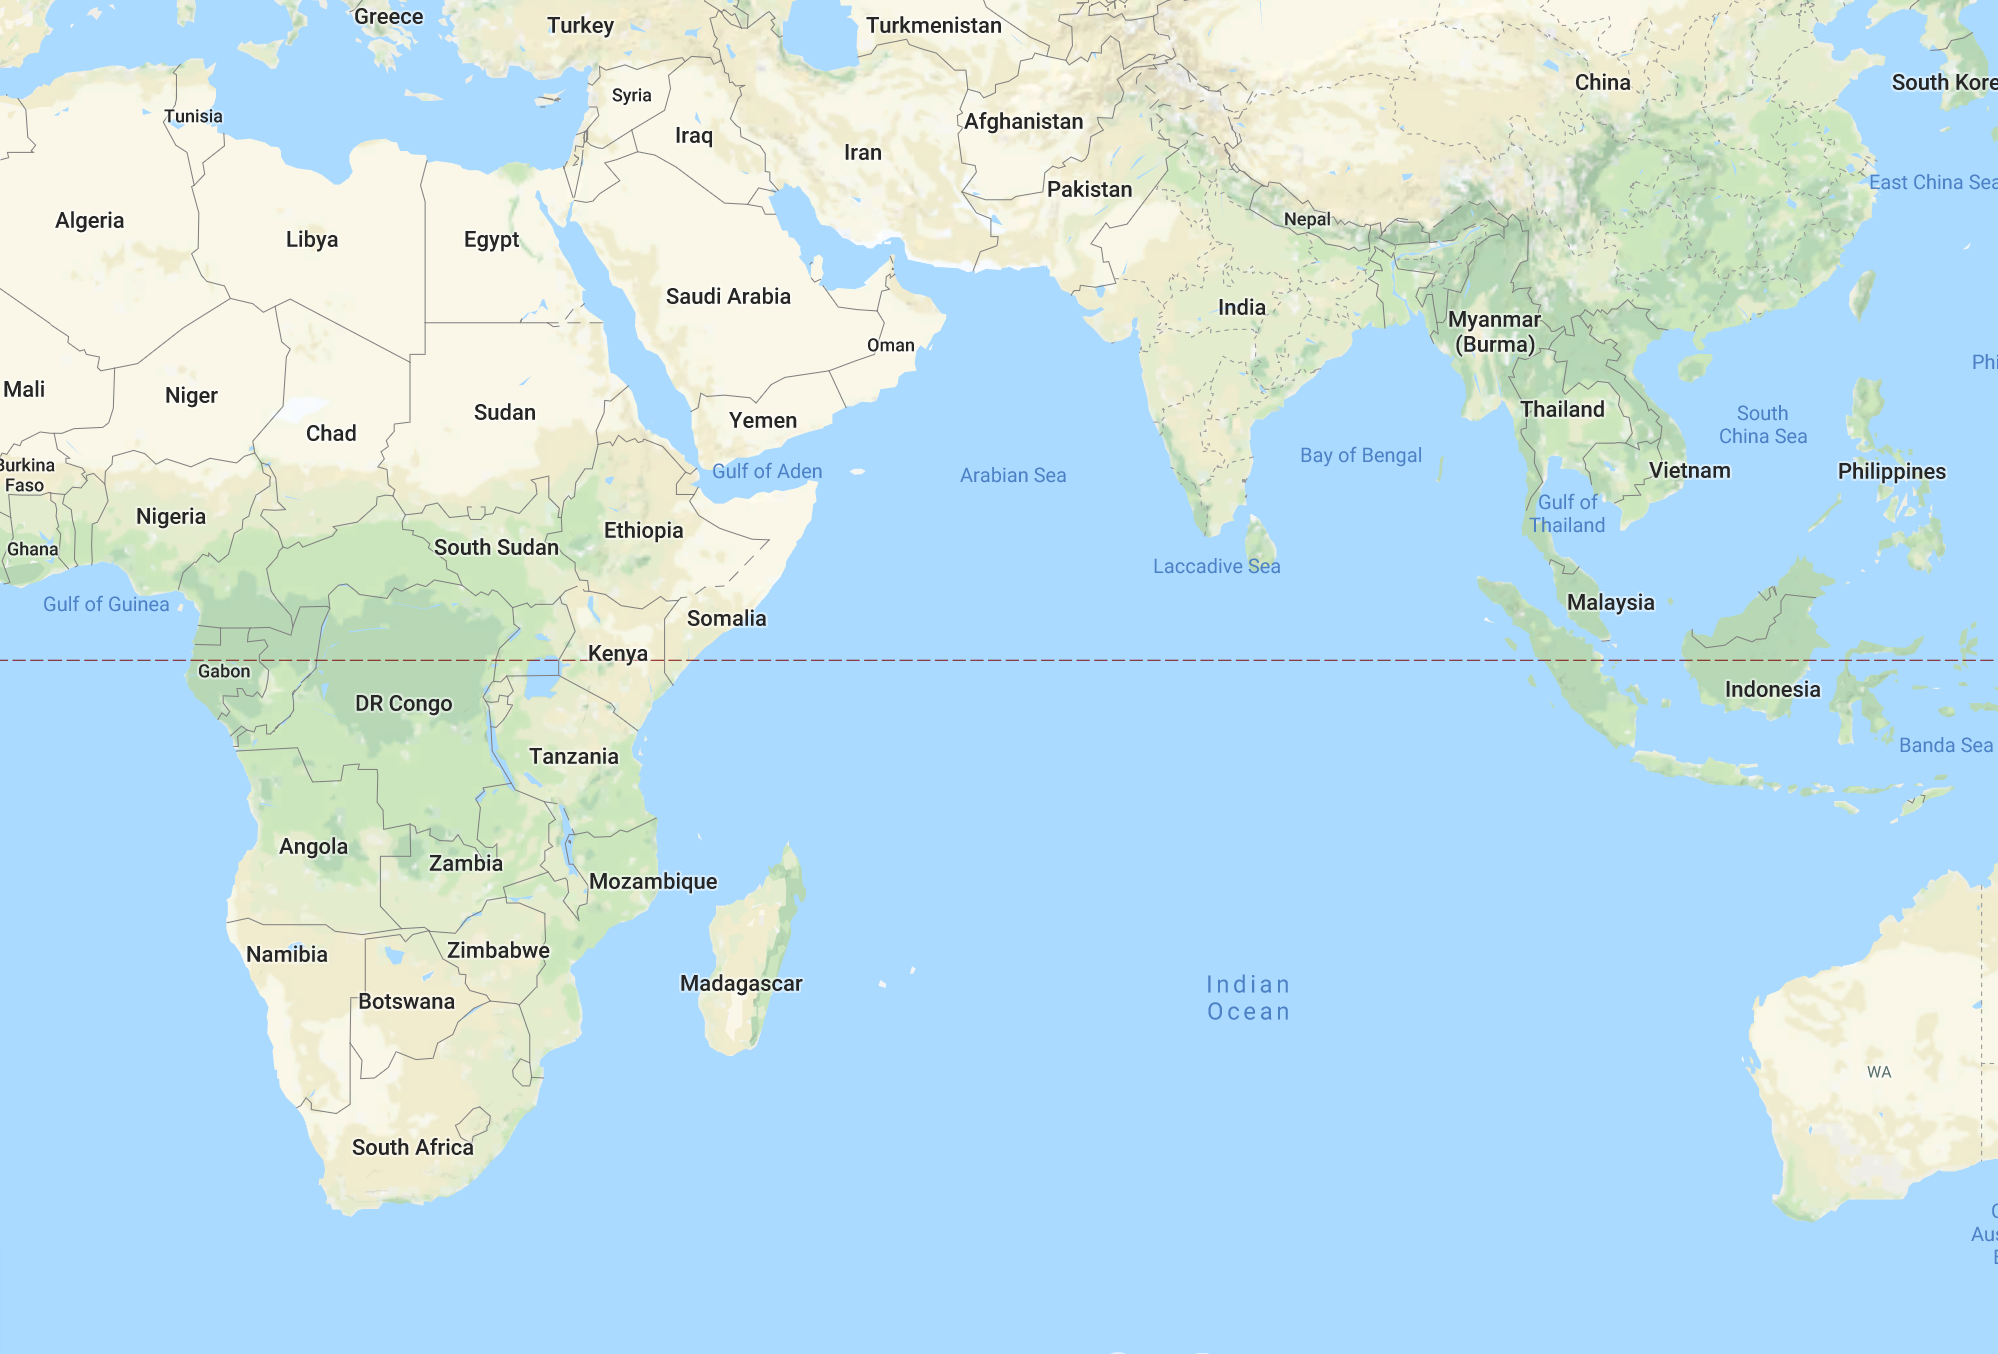 Greece
Turkey
Turkmenistan
China
South Kore
Syria
Tunisia
Afghanistan
Iraq
Iran
Pakistan
East China Sea
Algeria
Libya
Egypt
Nepal
Saudi Arabia
India
Myanmar
(Burma)
Oman
Phi
Mali
Niger
Sudan
Thailand
South
China Sea
Chad
Yemen
Bay of Bengal
Burkina
Faso
Gulf of Aden
Arabian Sea
Vietnam
Philippines
Nigeria
Gulf of
Thailand
Ethiopia
Ghana
South Sudan
Laccadive Sea
Gulf of Guinea
Malaysia
Somalia
Kenya
Gabon
DR Congo
Indonesia
Tanzania
Banda Sea
Angola
Zambia
Mozambique
Namibia
Zimbabwe
Madagascar
Indian
Ocean
Botswana
WA
South Africa
Aus